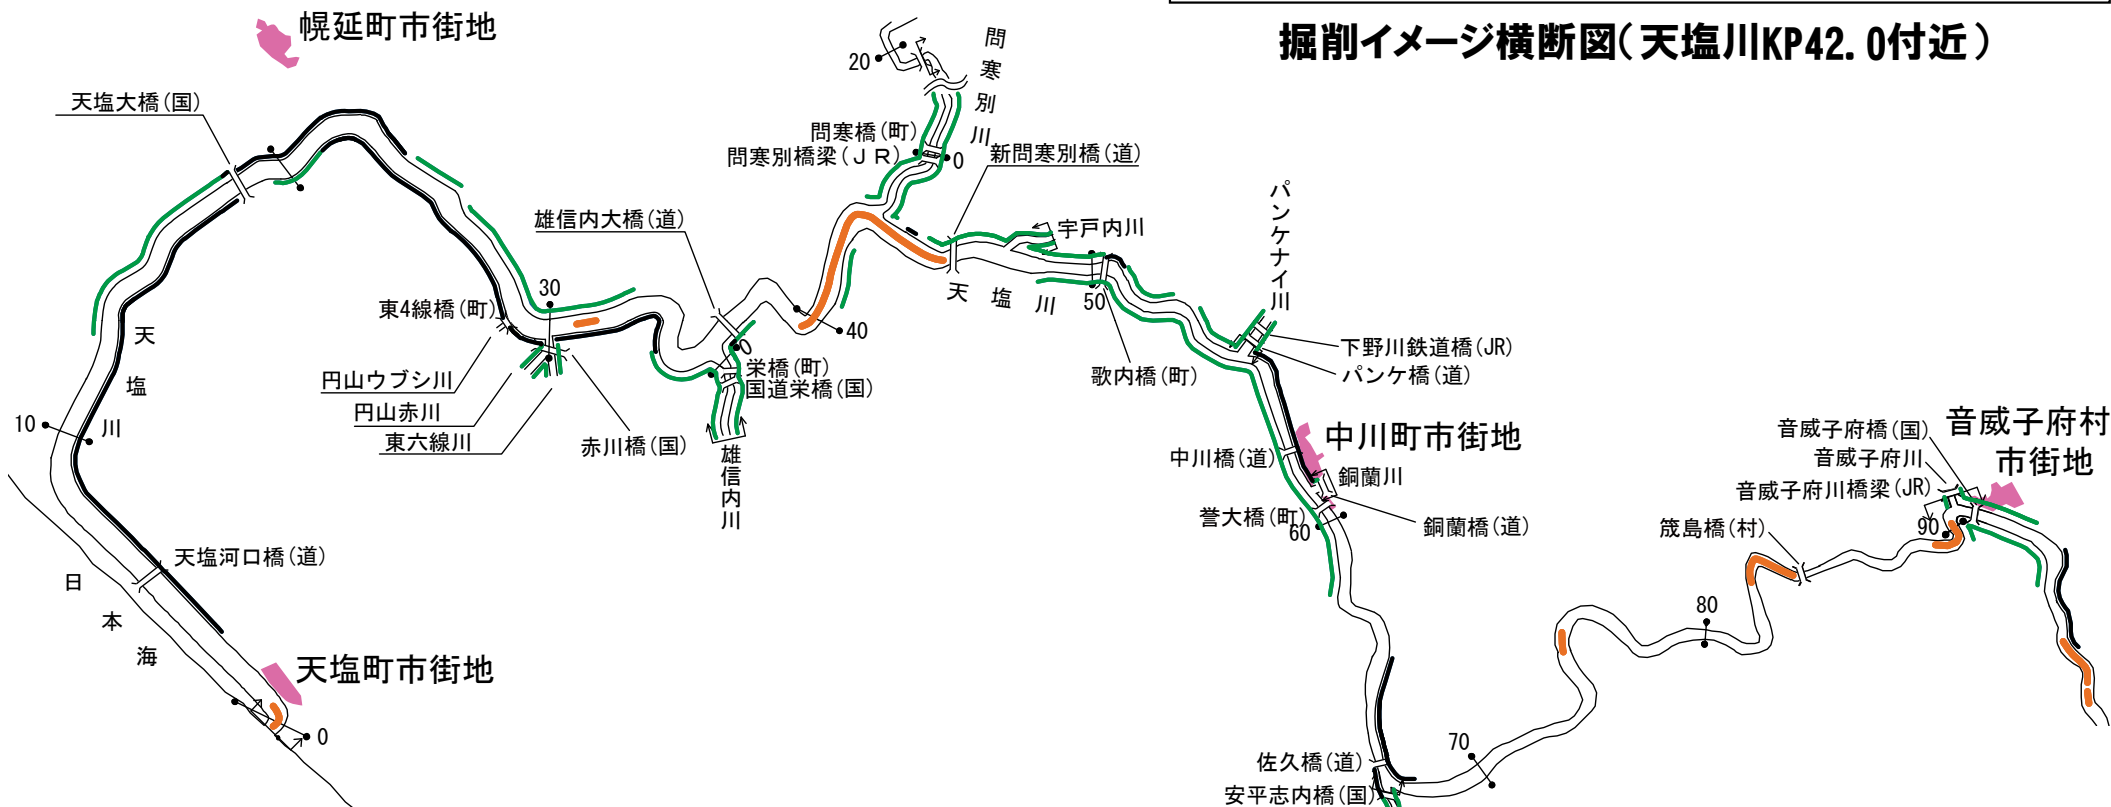 掘削イメージ横断図(天塩川KP42.0付近)
幌延町市街地
天塩大橋(国)
20
問寒別川
問寒橋(町)
問寒別橋梁(JR)
0
新問寒別橋(道)
雄信内大橋(道)
宇戸内川
パンケナイ川
天塩川
30
東4線橋(町)
40
50
下野川鉄道橋(JR)
パンケ橋(道)
歌内橋(町)
0
栄橋(町)
国道栄橋(国)
円山ウブシ川
円山赤川
東六線川
赤川橋(国)
雄信内川
天塩川
10
中川町市街地
中川橋(道)
銅蘭川
誉大橋(町)
60
銅蘭橋(道)
音威子府村
市街地
音威子府橋(国)
音威子府川
音威子府川橋梁(JR)
90
筬島橋(村)
天塩河口橋(道)
日本海
80
天塩町市街地
0
70
佐久橋(道)
安平志内橋(国)